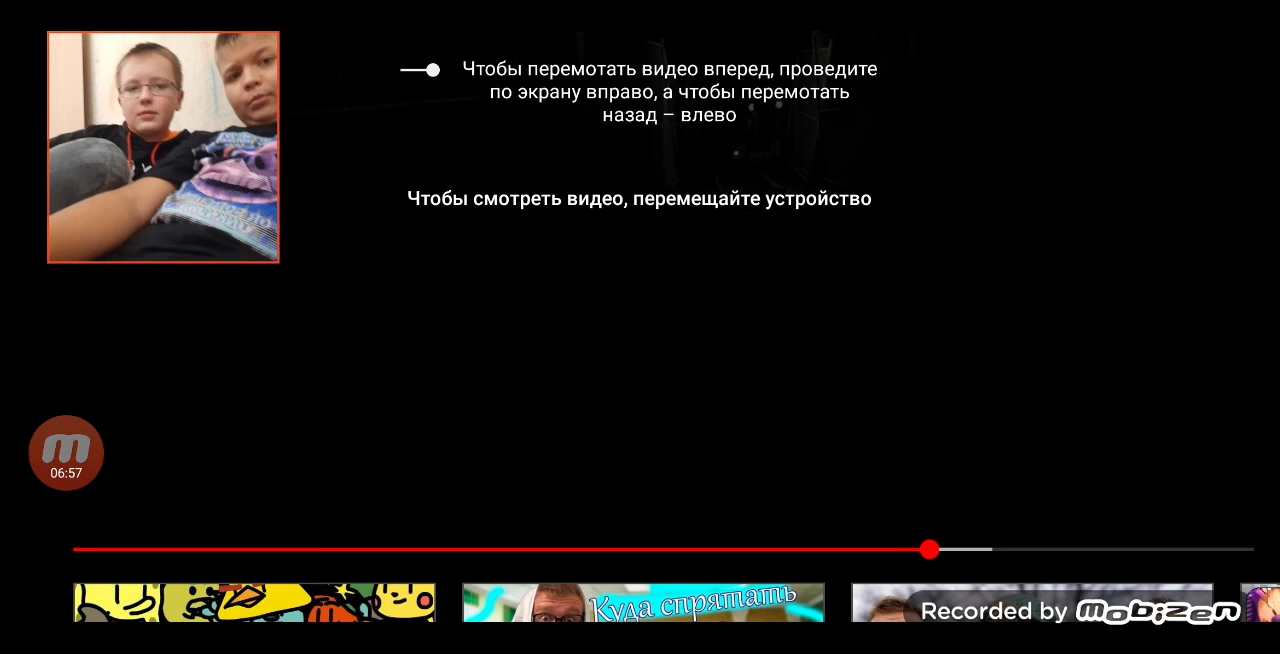 Чтобы перемотать видео вперед, проведите
по экрану вправо, а чтобы перемотать
назад – влево
Чтобы смотреть видео, перемещайте устройство
m
06:57
Куда спрятать
Recorded by mobizen